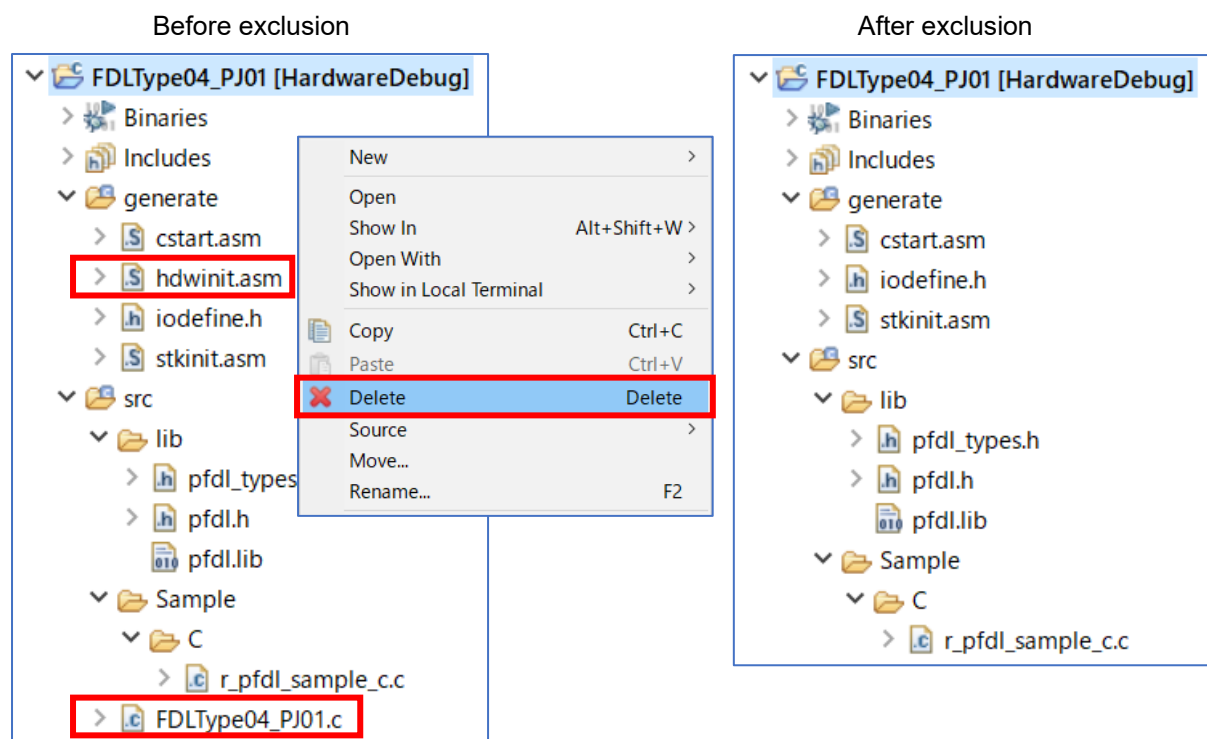 Before exclusion
FDLType04_PJ01 [HardwareDebug]
Binaries
Includes
generate
cstart.asm
hdwinit.asm
iodefine.h
stkinit.asm
src
lib
pfdl_types
pfdl.h
pfdl.lib
Sample
C
r_pfdl_sample_c.c
FDLType04_PJ01.c
New
Open
Show In Alt+Shift+W
Open With
Show in Local Terminal
Copy Ctrl+C
Paste Ctrl+V
Delete Delete
Source
Move...
Rename... F2
After exclusion
FDLType04_PJ01 [HardwareDebug]
Binaries
Includes
generate
cstart.asm
iodefine.h
stkinit.asm
src
lib
pfdl_types.h
pfdl.h
pfdl.lib
Sample
C
r_pfdl_sample_c.c